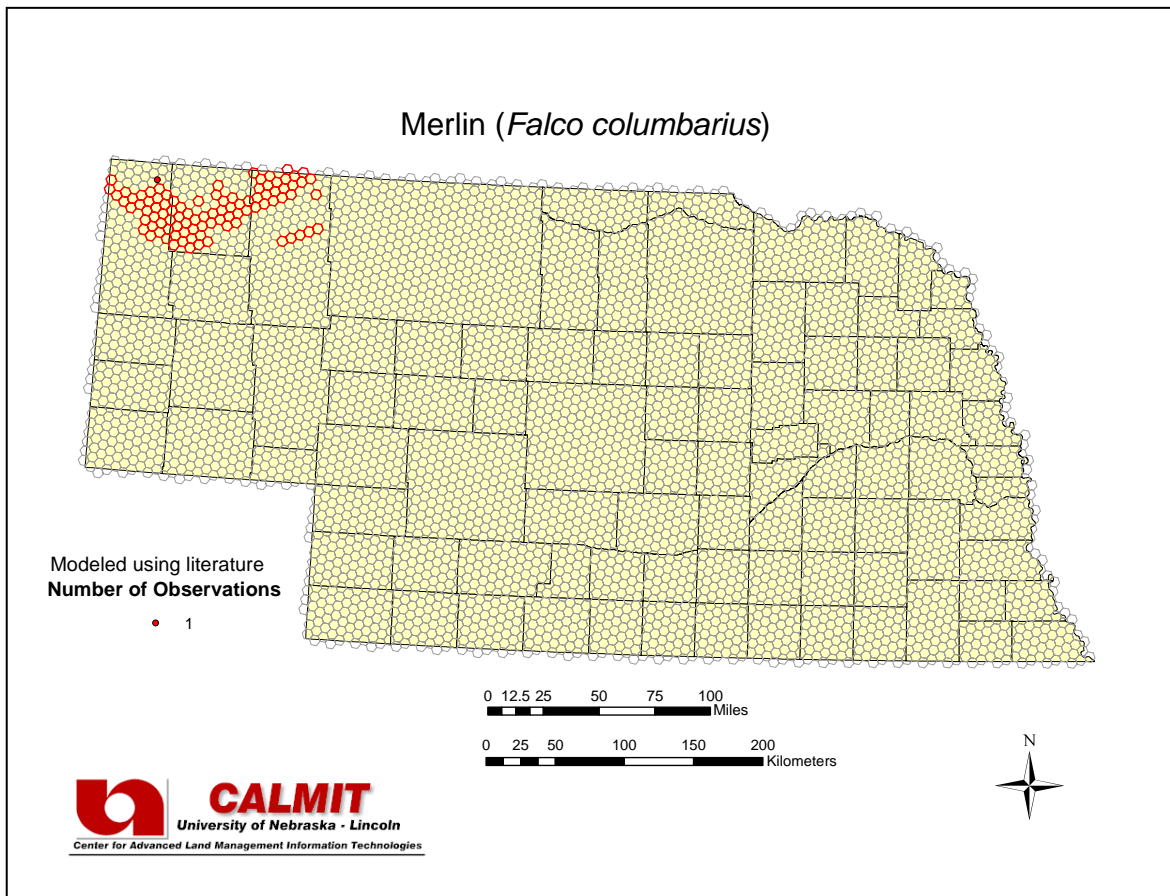 Merlin (Falco columbarius)
Modeled using literature
Number of Observations
1
0 12.5 25 50 75 100
Miles
0 25 50 100 150 200
Kilometers
N
CALMIT
University of Nebraska - Lincoln
Center for Advanced Land Management Information Technologies